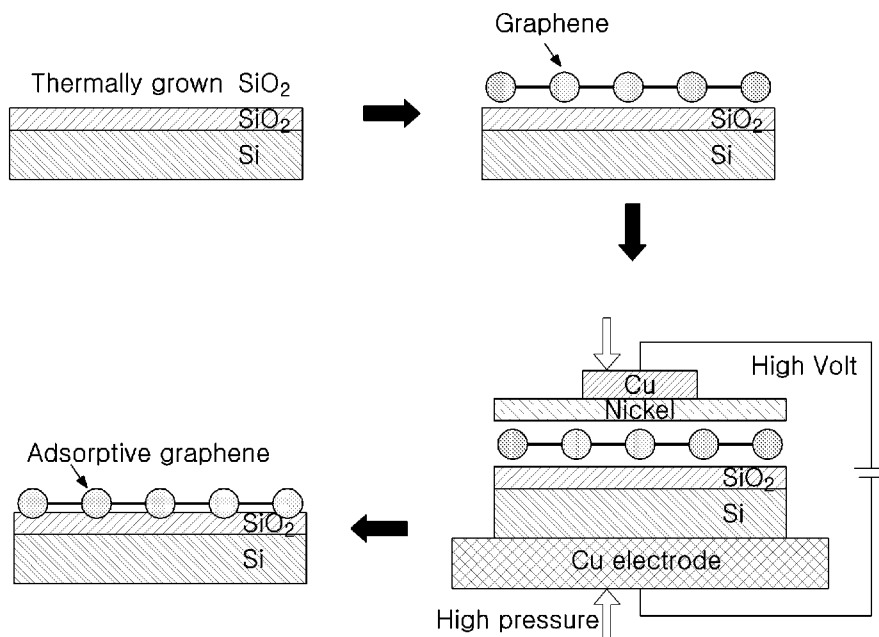 Thermally grown SiO₂
SiO₂
Si
Graphene
SiO₂
Si
High Volt
Cu
Nickel
SiO₂
Si
Cu electrode
High pressure
Adsorptive graphene
SiO₂
Si